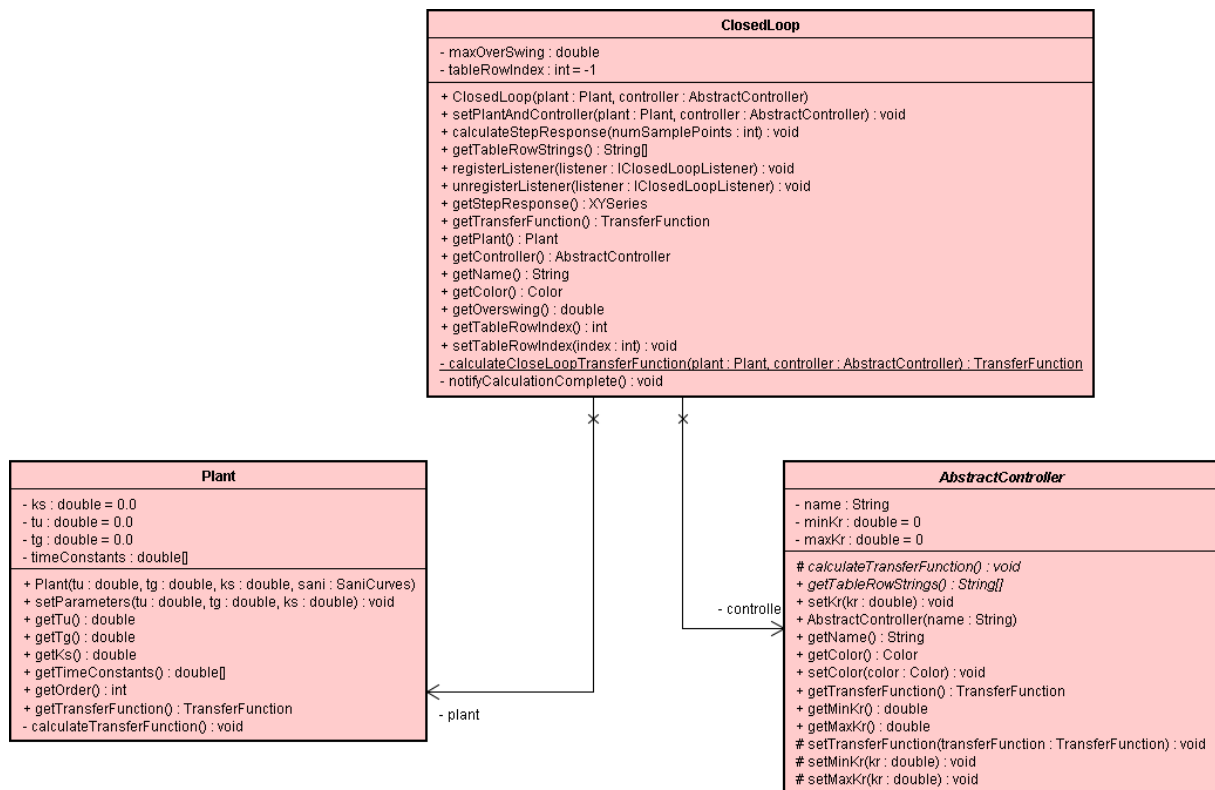 ClosedLoop
- maxOverSwing : double
- tableRowIndex : int = -1
+ ClosedLoop(plant : Plant, controller : AbstractController)
+ setPlantAndController(plant : Plant, controller : AbstractController) : void
+ calculateStepResponse(numSamplePoints : int) : void
+ getTableRowStrings() : String[]
+ registerListener(listener : IClosedLoopListener) : void
+ unregisterListener(listener : IClosedLoopListener) : void
+ getStepResponse() : XYSeries
+ getTransferFunction() : TransferFunction
+ getPlant() : Plant
+ getController() : AbstractController
+ getName() : String
+ getColor() : Color
+ getOverswing() : double
+ getTableRowIndex() : int
+ setTableRowIndex(index : int) : void
- calculateCloseLoopTransferFunction(plant : Plant, controller : AbstractController) : TransferFunction
- notifyCalculationComplete() : void
Plant
- ks : double = 0.0
- tu : double = 0.0
- tg : double = 0.0
- timeConstants : double[]
+ Plant(tu : double, tg : double, ks : double, sani : SaniCurves)
+ setParameters(tu : double, tg : double, ks : double) : void
+ getTu() : double
+ getTg() : double
+ getKs() : double
+ getTimeConstants() : double[]
+ getOrder() : int
+ getTransferFunction() : TransferFunction
- calculateTransferFunction() : void
- plant
- controlle
AbstractController
- name : String
- minKr : double = 0
- maxKr : double = 0
# calculateTransferFunction() : void
+ getTableRowStrings() : String[]
+ setKr(kr : double) : void
+ AbstractController(name : String)
+ getName() : String
+ getColor() : Color
+ setColor(color : Color) : void
+ getTransferFunction() : TransferFunction
+ getMinKr() : double
+ getMaxKr() : double
# setTransferFunction(transferFunction : TransferFunction) : void
# setMinKr(kr : double) : void
# setMaxKr(kr : double) : void